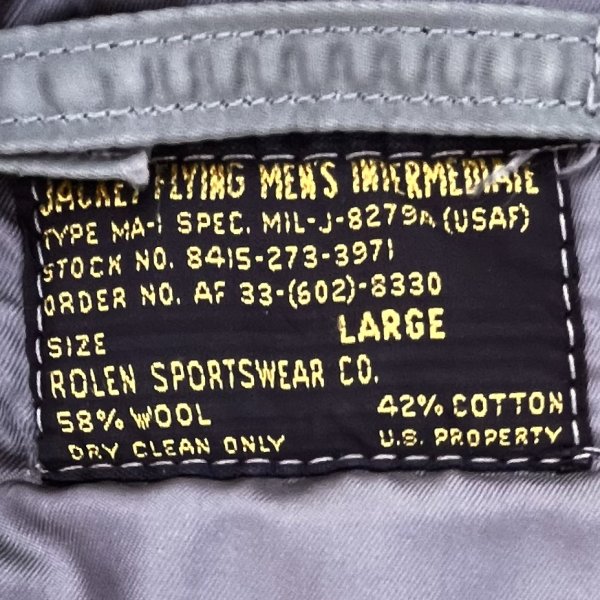 JACKET FLYING MEN'S INTERMEDIATE
TYPE MA-1 SPEC. MIL-J-8279A (USAF)
STOCK NO. 8415-273-3971
ORDER NO. AF 33-(602)-8330
SIZE LARGE
ROLEN SPORTSWEAR CO.
58% WOOL 42% COTTON
DRY CLEAN ONLY U.S. PROPERTY